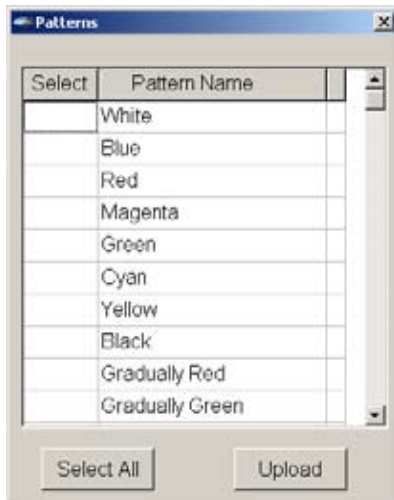 Patterns
Select Pattern Name
White
Blue
Red
Magenta
Green
Cyan
Yellow
Black
Gradually Red
Gradually Green
Select All Upload